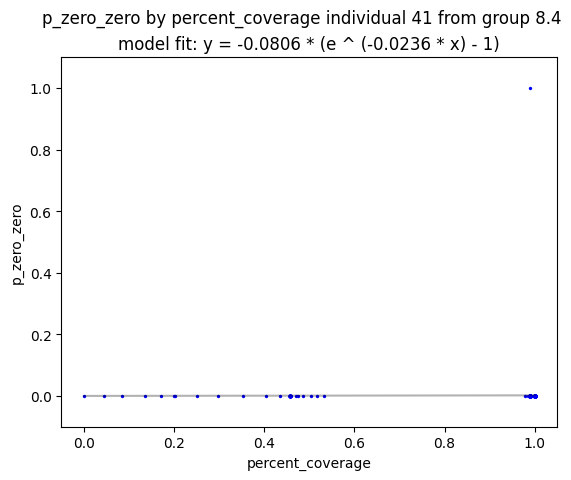 p_zero_zero by percent_coverage individual 41 from group 8.4
model fit: y = -0.0806 * (e ^ (-0.0236 * x) - 1)
1.0
0.8
0.6
0.4
0.2
0.0
p_zero_zero
0.0 0.2 0.4 0.6 0.8 1.0
percent_coverage